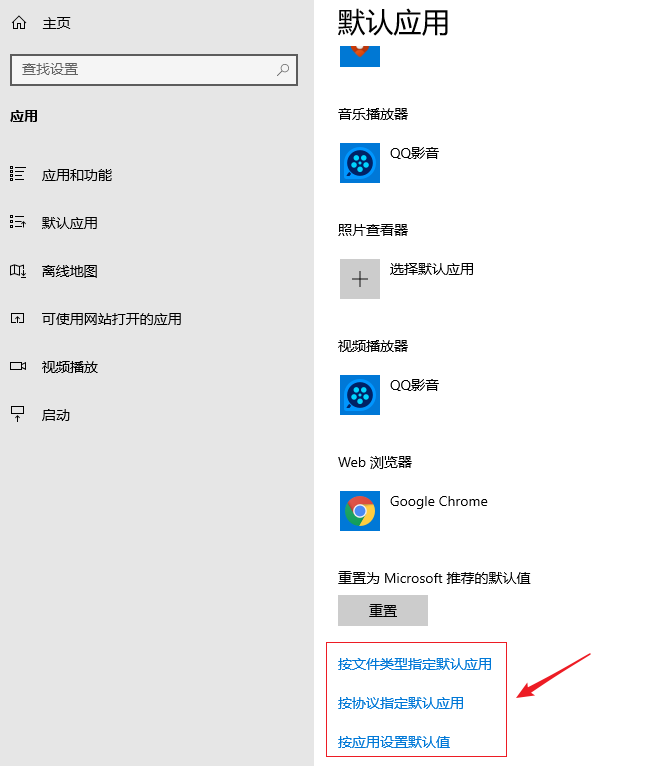 主页
查找设置
应用
应用和功能
默认应用
离线地图
可使用网站打开的应用
视频播放
启动
默认应用
音乐播放器
QQ影音
照片查看器
选择默认应用
视频播放器
QQ影音
Web 浏览器
Google Chrome
重置为 Microsoft 推荐的默认值
重置
按文件类型指定默认应用
按协议指定默认应用
按应用设置默认值